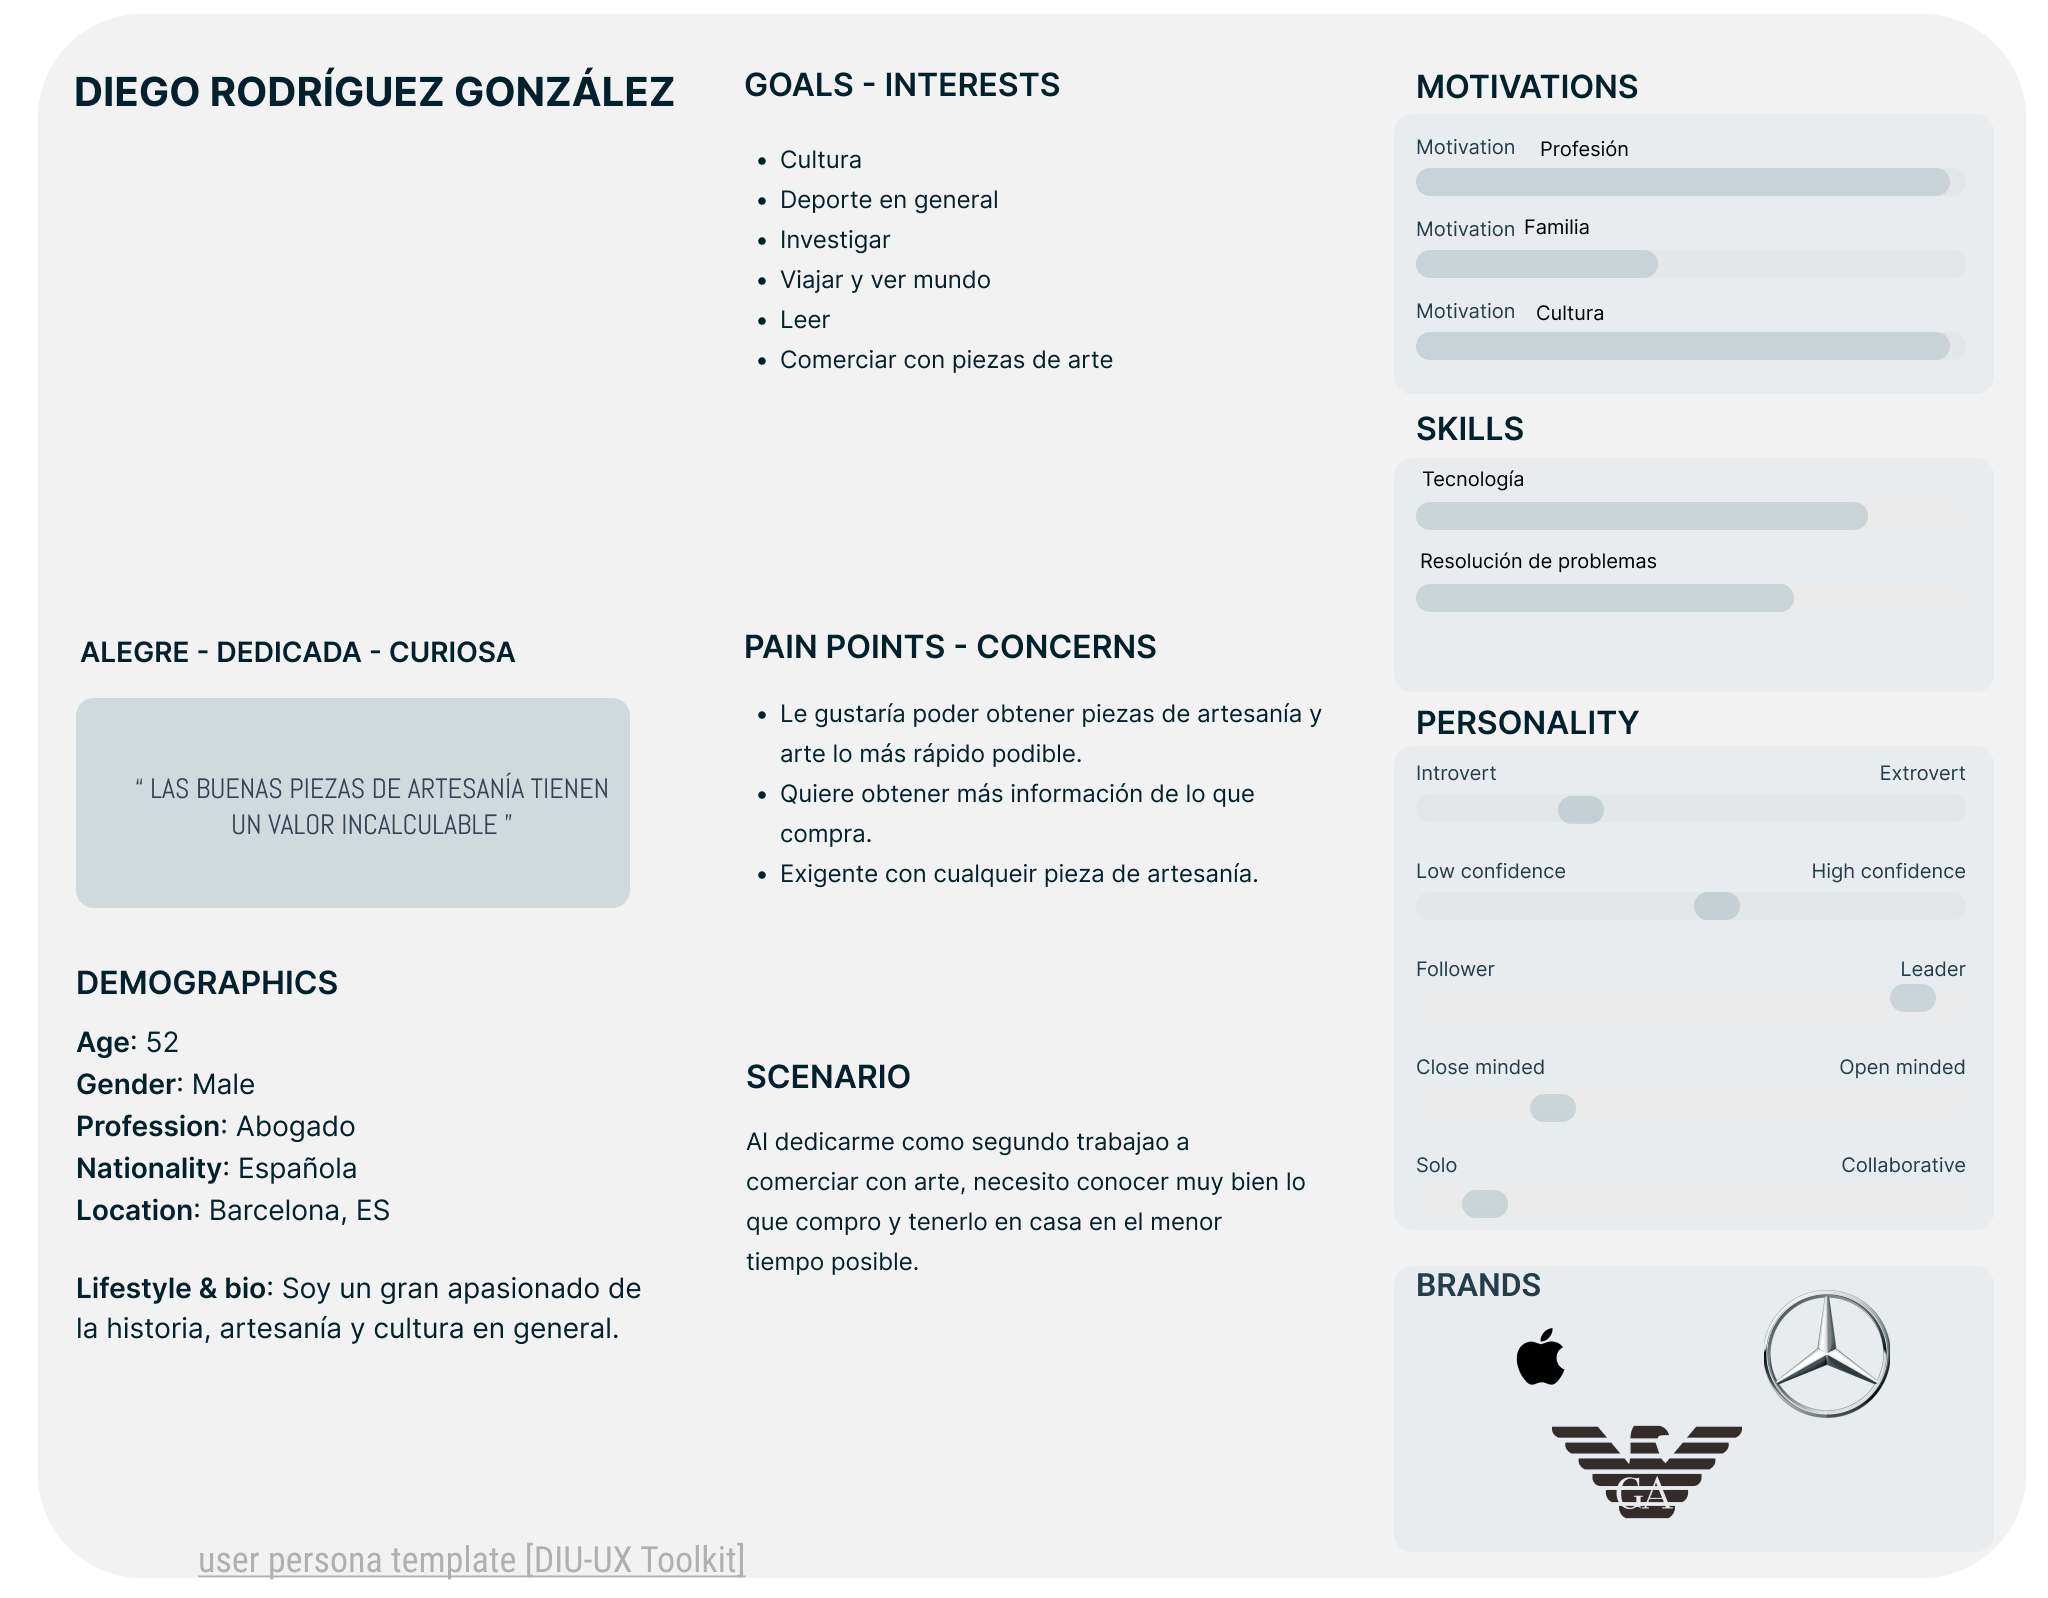 DIEGO RODRÍGUEZ GONZÁLEZ
ALEGRE - DEDICADA - CURIOSA
“ LAS BUENAS PIEZAS DE ARTESANÍA TIENEN
UN VALOR INCALCULABLE ”
DEMOGRAPHICS
Age: 52
Gender: Male
Profession: Abogado
Nationality: Española
Location: Barcelona, ES
Lifestyle & bio: Soy un gran apasionado de
la historia, artesanía y cultura en general.
GOALS - INTERESTS
• Cultura
• Deporte en general
• Investigar
• Viajar y ver mundo
• Leer
• Comerciar con piezas de arte
PAIN POINTS - CONCERNS
• Le gustaría poder obtener piezas de artesanía y
arte lo más rápido podible.
• Quiere obtener más información de lo que
compra.
• Exigente con cualqueir pieza de artesanía.
SCENARIO
Al dedicarme como segundo trabajao a
comerciar con arte, necesito conocer muy bien lo
que compro y tenerlo en casa en el menor
tiempo posible.
MOTIVATIONS
Motivation Profesión
Motivation Familia
Motivation Cultura
SKILLS
Tecnología
Resolución de problemas
PERSONALITY
Introvert Extrovert
Low confidence High confidence
Follower Leader
Close minded Open minded
Solo Collaborative
BRANDS
GA
user persona template [DIU-UX Toolkit]